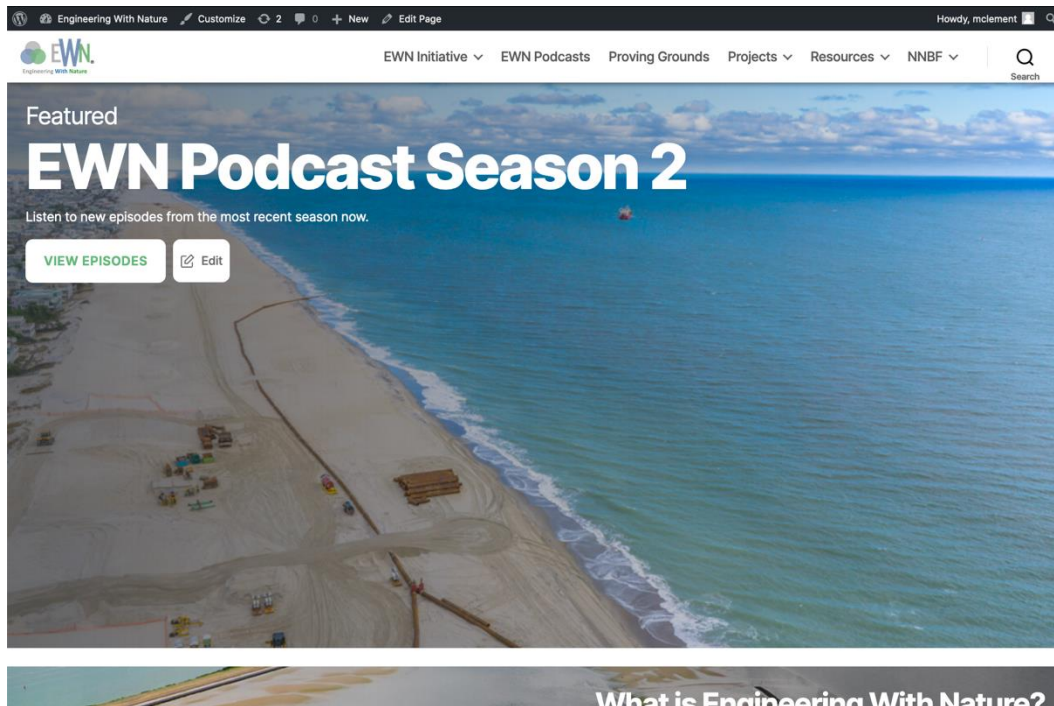 Engineering With Nature Customize 2 0 New Edit Page Howdy, mclement
EWN.
Engineering With Nature
EWN Initiative EWN Podcasts Proving Grounds Projects Resources NNBF
Search
Featured
EWN Podcast Season 2
Listen to new episodes from the most recent season now.
VIEW EPISODES Edit
What is Engineering With Nature?